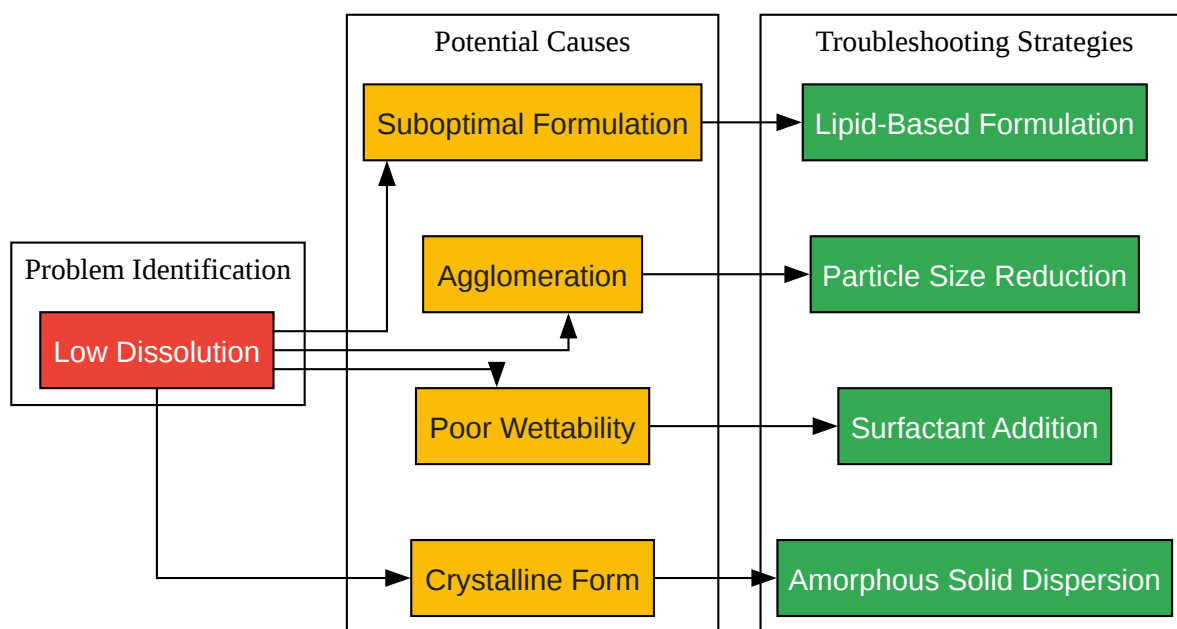 Potential Causes
Troubleshooting Strategies
Suboptimal Formulation
Lipid-Based Formulation
Problem Identification
Agglomeration
Particle Size Reduction
Low Dissolution
Poor Wettability
Surfactant Addition
Crystalline Form
Amorphous Solid Dispersion